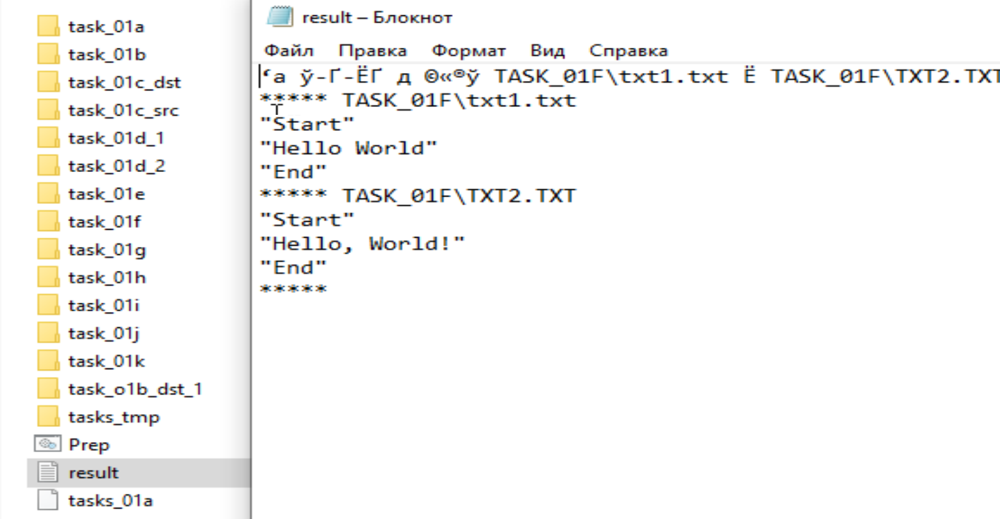 task_01a
task_01b
task_01c_dst
task_01c_src
task_01d_1
task_01d_2
task_01e
task_01f
task_01g
task_01h
task_01i
task_01j
task_01k
task_o1b_dst_1
tasks_tmp
Prep
result
tasks_01a
result – Блокнот
Файл Правка Формат Вид Справка
‘а ў-Ґ-ЁҐ д ©«®ў TASK_01F\txt1.txt Ё TASK_01F\TXT2.TXT
***** TASK_01F\txt1.txt
"Start"
"Hello World"
"End"
***** TASK_01F\TXT2.TXT
"Start"
"Hello, World!"
"End"
*****